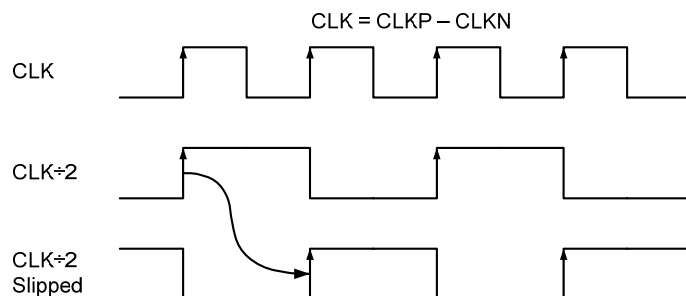 CLK = CLKP – CLKN
CLK
CLK÷2
CLK÷2
Slipped